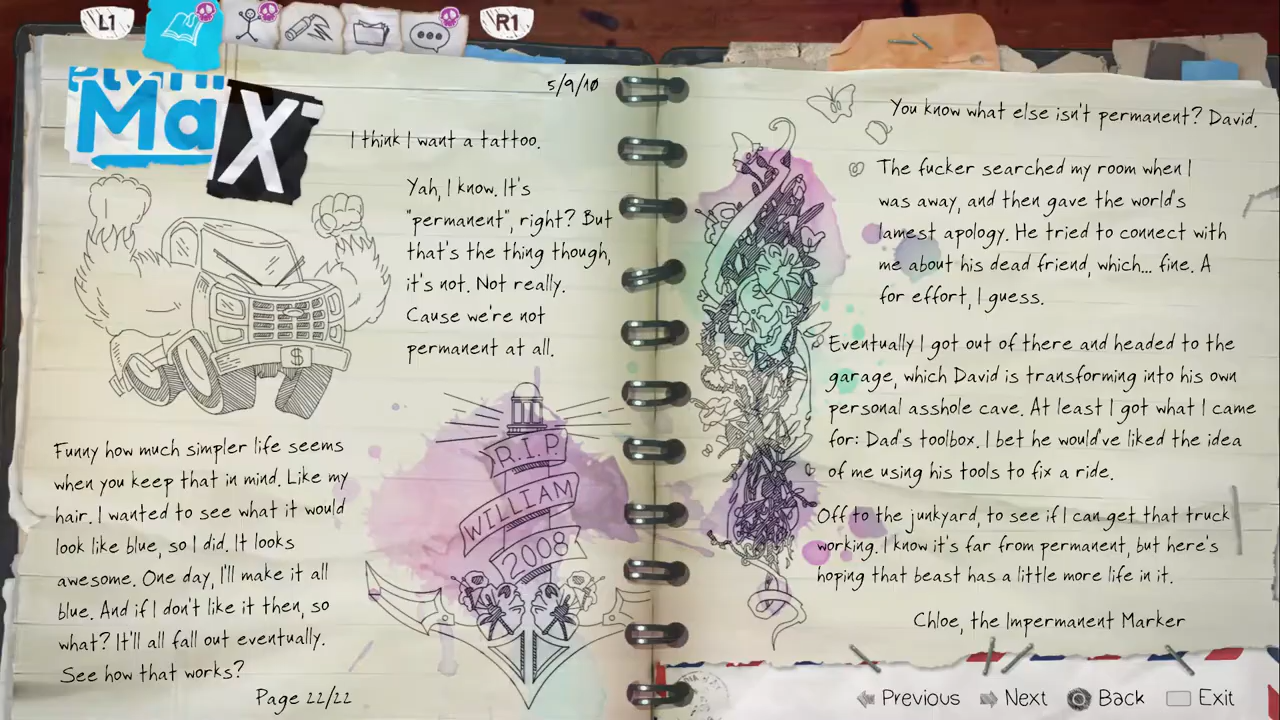 L1
R1
Max
5/9/10
I think I want a tattoo.
Yah, I know. It's
"permanent", right? But
that's the thing though,
it's not. Not really.
Cause we're not
permanent at all.
$
Funny how much simpler life seems
when you keep that in mind. Like my
hair. I wanted to see what it would
look like blue, so I did. It looks
awesome. One day, I'll make it all
blue. And if I don't like it then, so
what? It'll all fall out eventually.
See how that works?
R.I.P.
WILLIAM
2008
Page 22/22
You know what else isn't permanent? David.
The fucker searched my room when I
was away, and then gave the world's
lamest apology. He tried to connect with
me about his dead friend, which... fine. A
for effort, I guess.
Eventually I got out of there and headed to the
garage, which David is transforming into his own
personal asshole cave. At least I got what I came
for: Dad's toolbox. I bet he would've liked the idea
of me using his tools to fix a ride.
Off to the junkyard, to see if I can get that truck
working. I know it's far from permanent, but here's
hoping that beast has a little more life in it.
Chloe, the Impermanent Marker
Previous
Next
Back
Exit